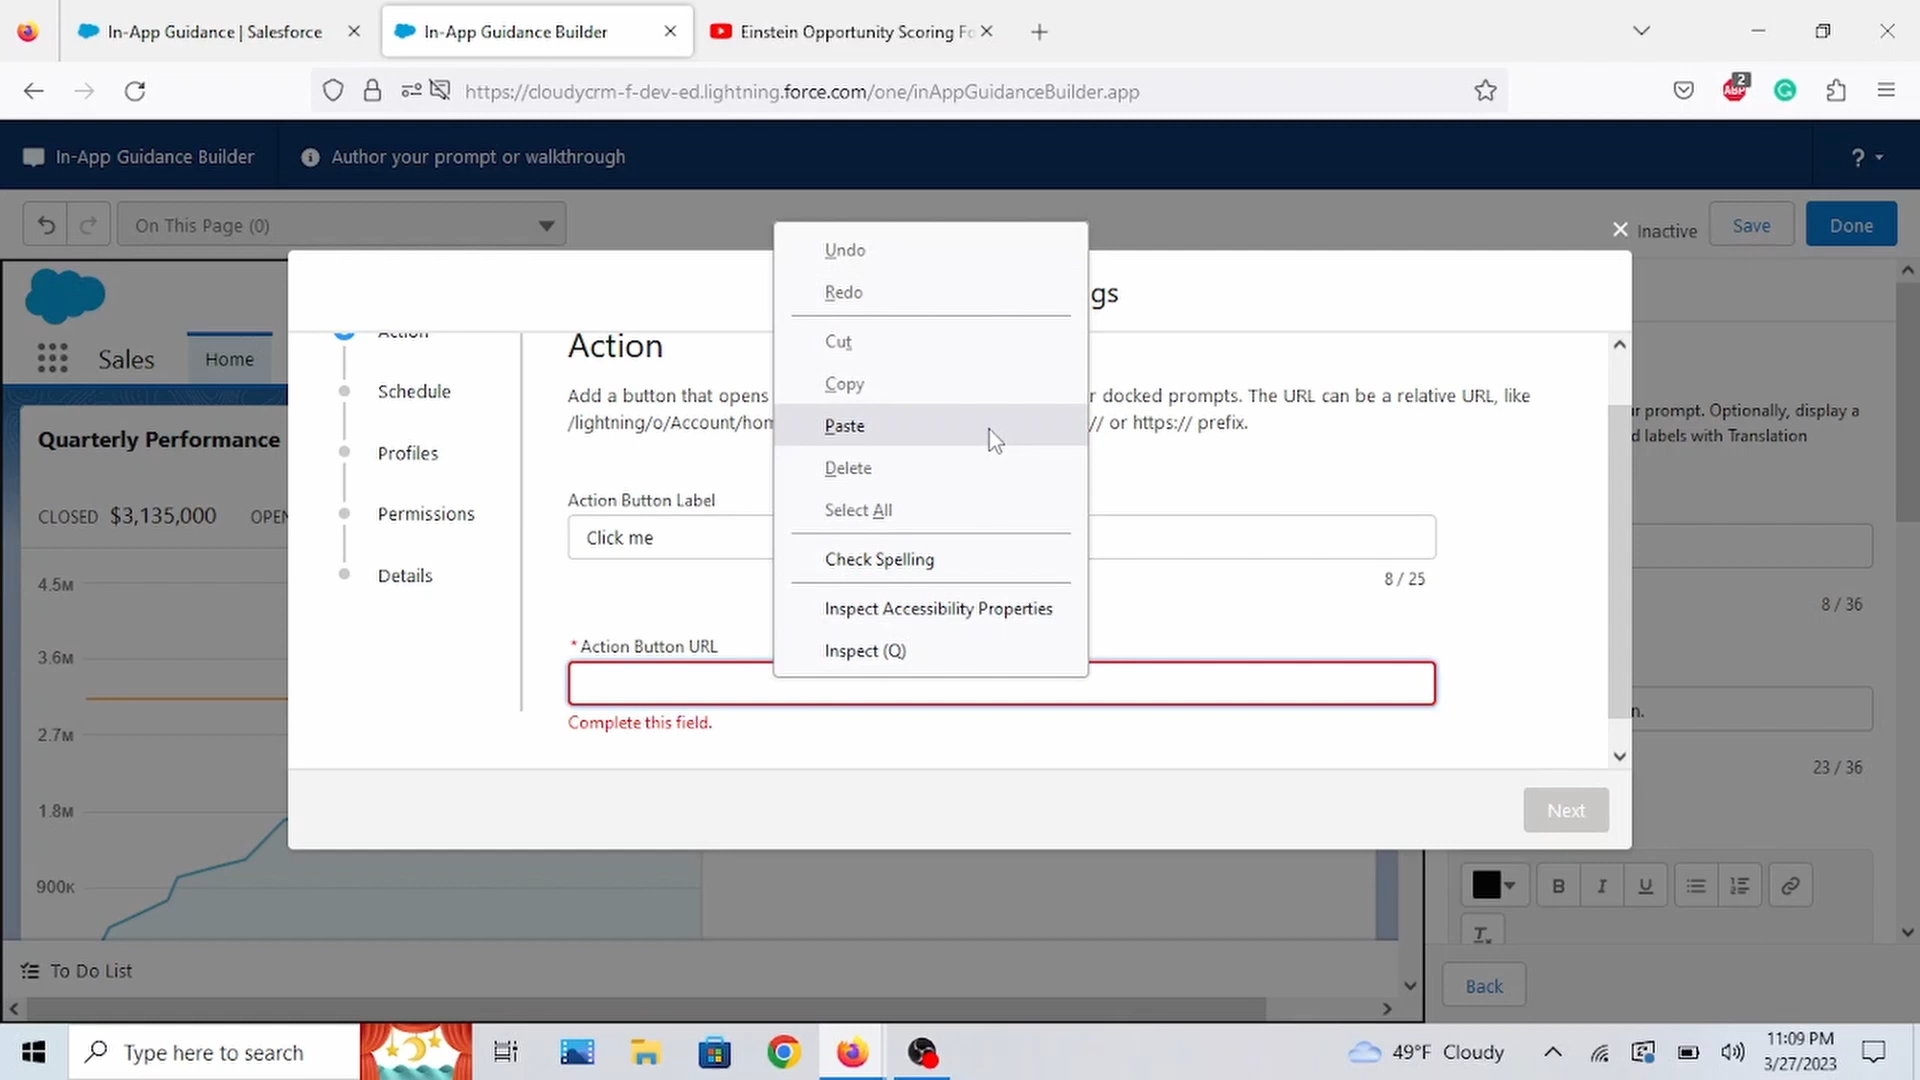 In-App Guidance | Salesforce
In-App Guidance Builder
Einstein Opportunity Scoring Fo
https://cloudycrm-f-dev-ed.lightning.force.com/one/inAppGuidanceBuilder.app
ABP
2
In-App Guidance Builder
Author your prompt or walkthrough
?
On This Page (0)
Inactive
Save
Done
Undo
Redo
Cut
Copy
Paste
Delete
Select All
Check Spelling
Inspect Accessibility Properties
Inspect (Q)
gs
Sales
Home
Quarterly Performance
CLOSED $3,135,000 OPEN
4.5M
3.6M
2.7M
1.8M
900K
Action
Schedule
Profiles
Permissions
Details
Action
Add a button that opens r docked prompts. The URL can be a relative URL, like
/lightning/o/Account/hom // or https:// prefix.
Action Button Label
Click me
8 / 25
* Action Button URL
Complete this field.
Next
r prompt. Optionally, display a
d labels with Translation
8 / 36
n.
23 / 36
B I U
Back
To Do List
Type here to search
49°F Cloudy
11:09 PM
3/27/2023